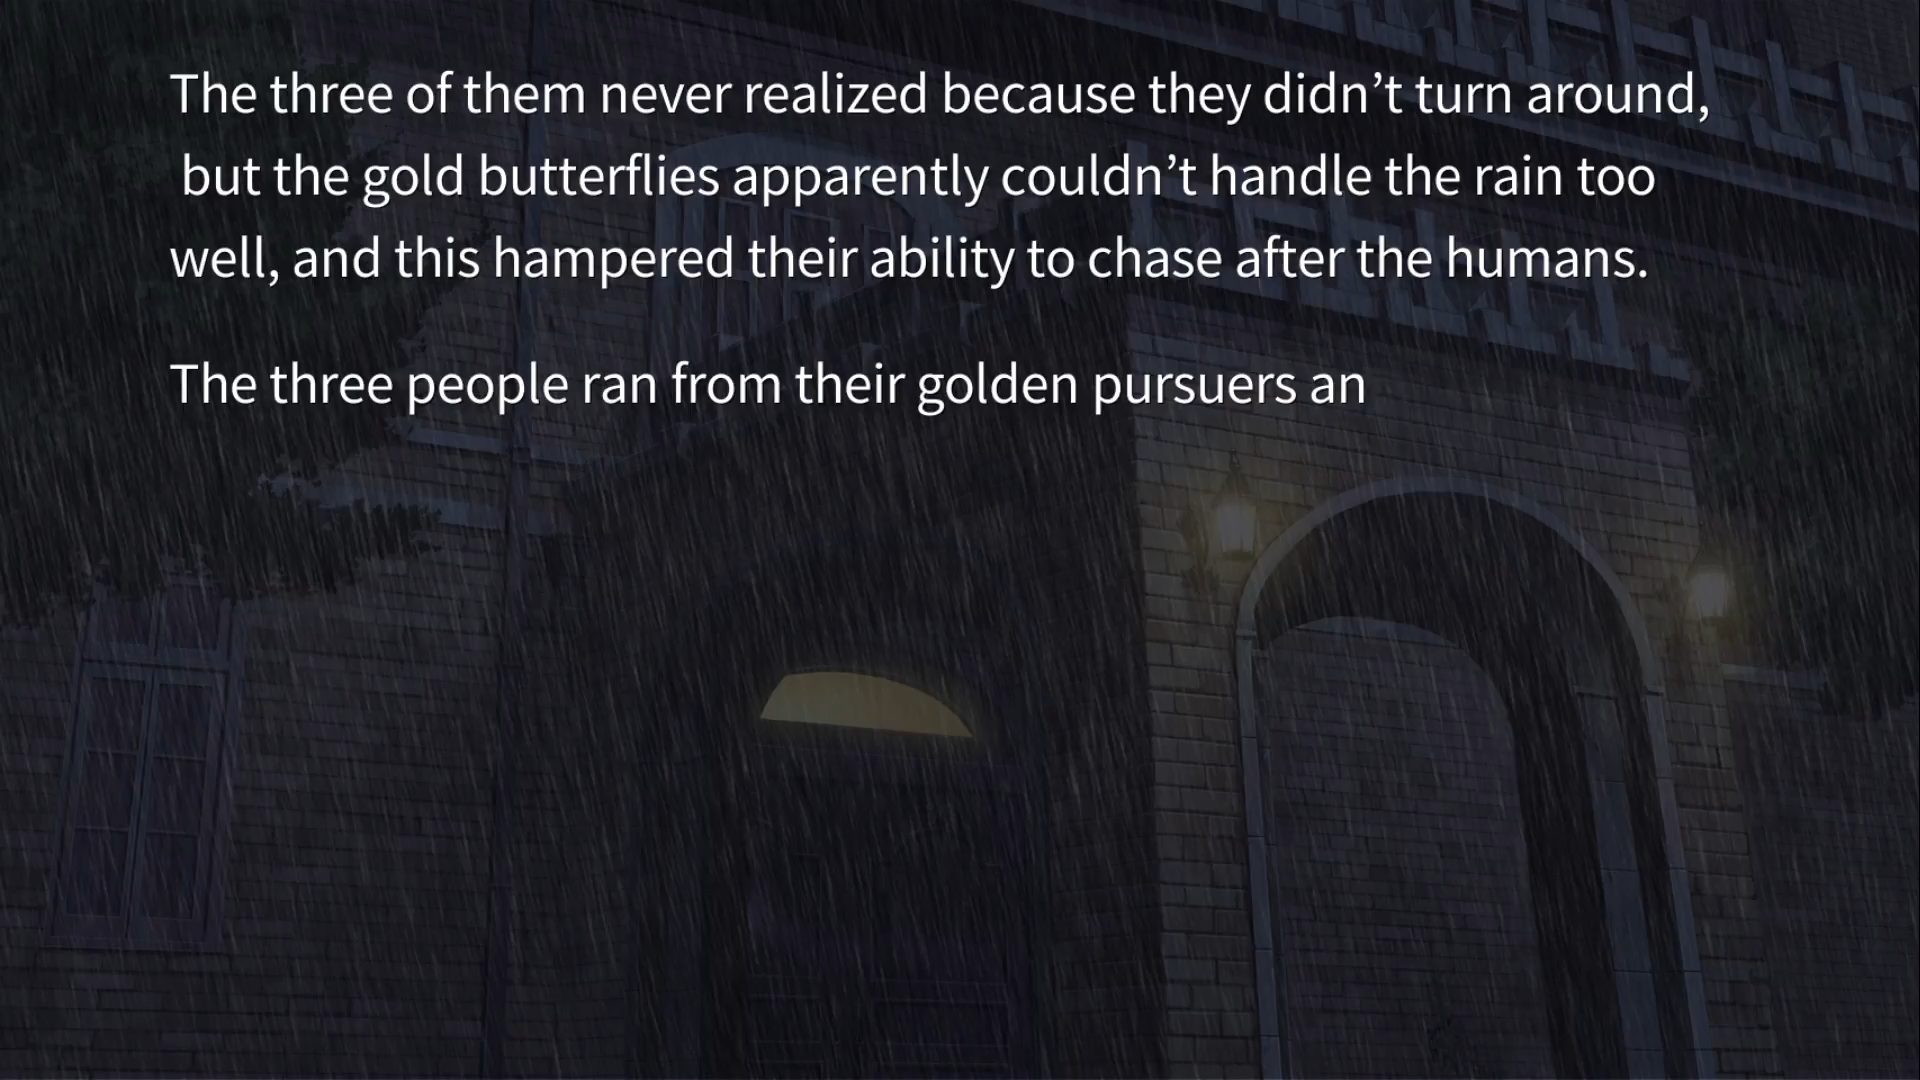 The three of them never realized because they didn’t turn around,
but the gold butterflies apparently couldn’t handle the rain too
well, and this hampered their ability to chase after the humans.
The three people ran from their golden pursuers an